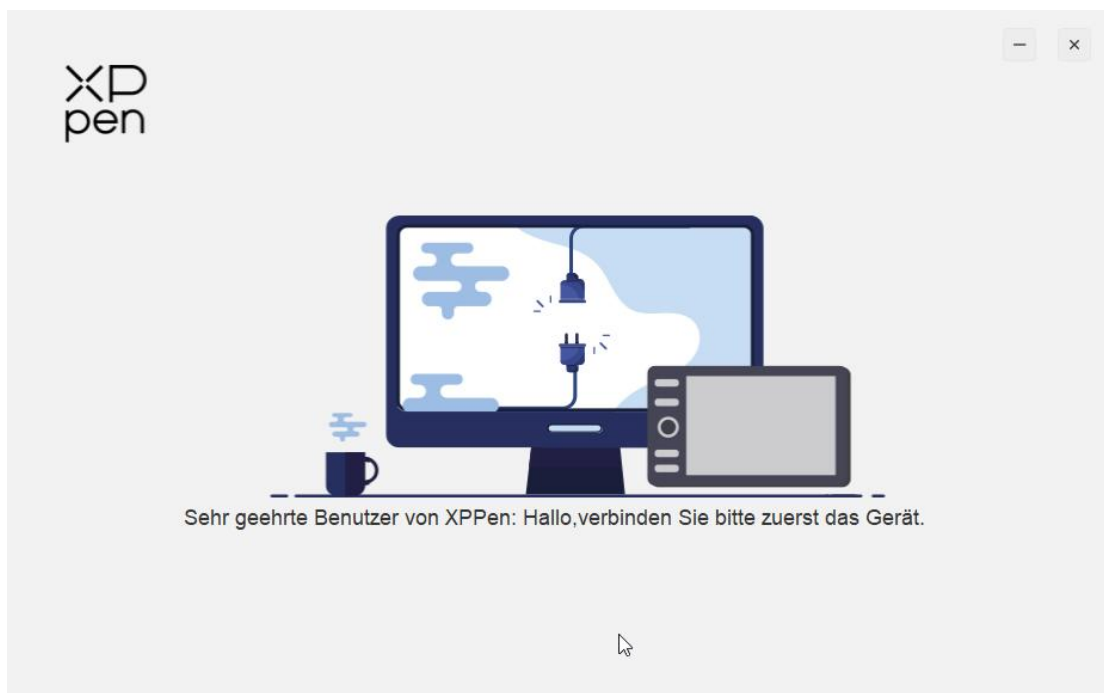 XP
pen
Sehr geehrte Benutzer von XPPen: Hallo,verbinden Sie bitte zuerst das Gerät.